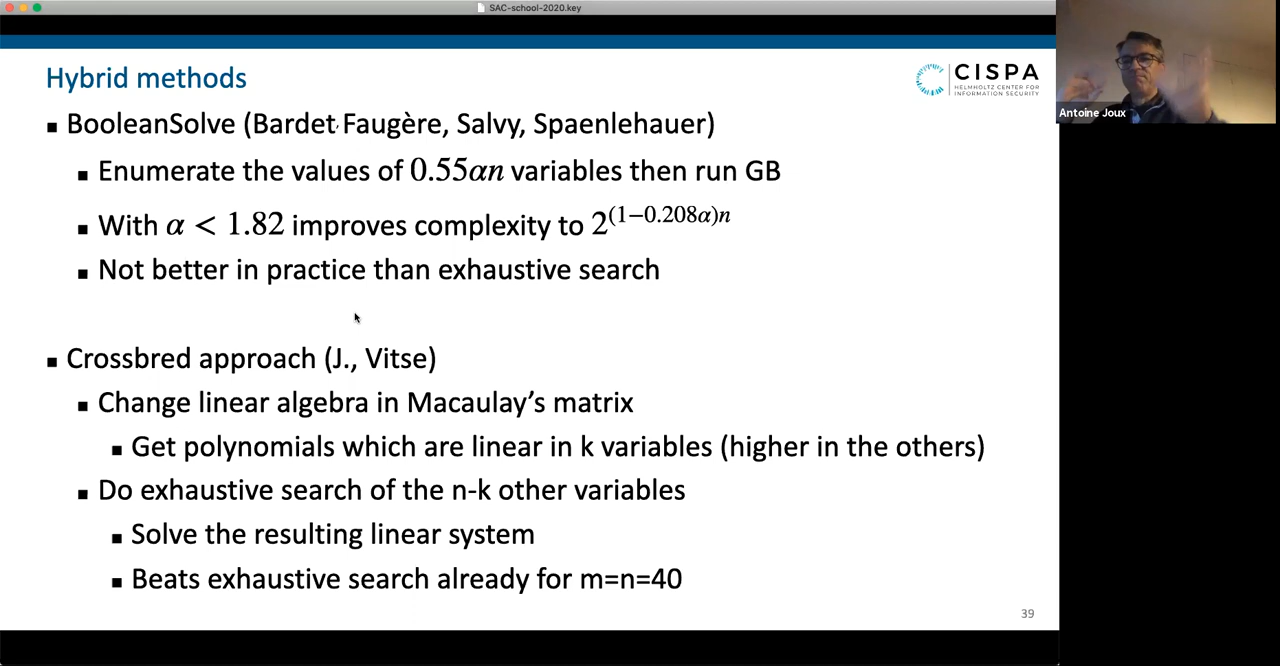 SAC-school-2020.key
Hybrid methods
CISPA
HELMHOLTZ CENTER FOR
INFORMATION SECURITY
Antoine Joux
▪ BooleanSolve (Bardet, Faugère, Salvy, Spaenlehauer)
▪ Enumerate the values of 0.55αn variables then run GB
▪ With α < 1.82 improves complexity to 2^(1−0.208α)n
▪ Not better in practice than exhaustive search
▪ Crossbred approach (J., Vitse)
▪ Change linear algebra in Macaulay’s matrix
▪ Get polynomials which are linear in k variables (higher in the others)
▪ Do exhaustive search of the n-k other variables
▪ Solve the resulting linear system
▪ Beats exhaustive search already for m=n=40
39